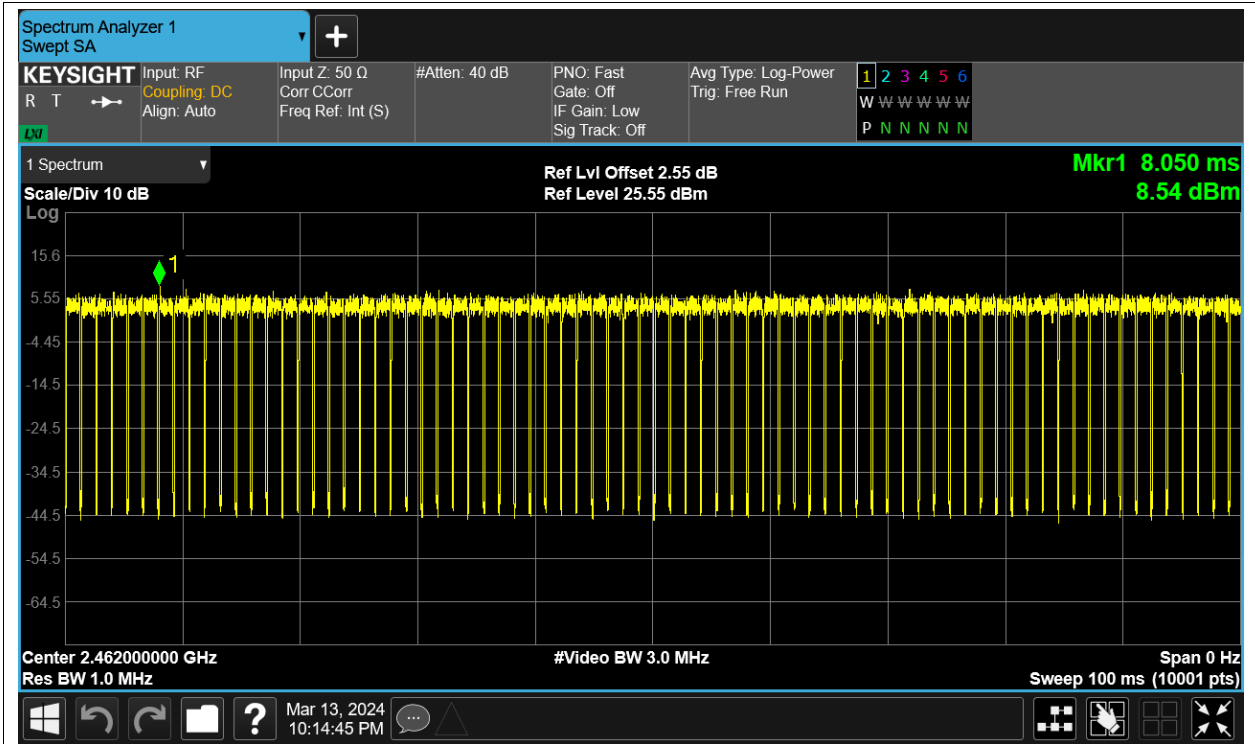 Spectrum Analyzer 1
Swept SA
+
KEYSIGHT
R T
LXI
Input: RF
Coupling: DC
Align: Auto
Input Z: 50 Ω
Corr CCorr
Freq Ref: Int (S)
#Atten: 40 dB
PNO: Fast
Gate: Off
IF Gain: Low
Sig Track: Off
Avg Type: Log-Power
Trig: Free Run
1 2 3 4 5 6
W W W W W W
P N N N N N
1 Spectrum
Scale/Div 10 dB
Log
Ref Lvl Offset 2.55 dB
Ref Level 25.55 dBm
Mkr1 8.050 ms
8.54 dBm
1
15.6
5.55
-4.45
-14.5
-24.5
-34.5
-44.5
-54.5
-64.5
Center 2.462000000 GHz
Res BW 1.0 MHz
#Video BW 3.0 MHz
Span 0 Hz
Sweep 100 ms (10001 pts)
?
Mar 13, 2024
10:14:45 PM